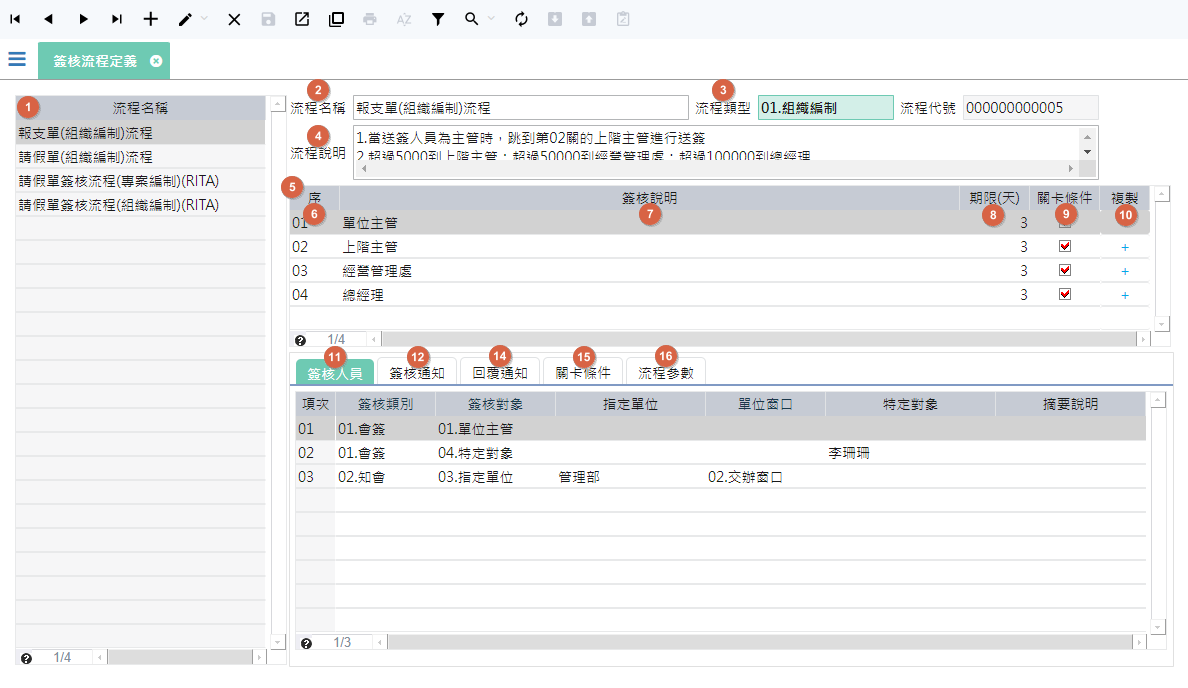 簽核流程定義
1 流程名稱
報支單(組織編制)流程
請假單(組織編制)流程
請假單簽核流程(專案編制)(RITA)
請假單簽核流程(組織編制)(RITA)
1/4
2
流程名稱 報支單(組織編制)流程
3
流程類型 01.組織編制
流程代號 000000000005
4
流程說明
1.當送簽人員為主管時，跳到第02關的上階主管進行送簽
2.超過5000到上階主管；超過50000到經營管理處；超過100000到總經理
5 序 簽核說明 期限(天) 關卡條件 複製
6 7 8 9 10
01 單位主管 3
02 上階主管 3 +
03 經營管理處 3 +
04 總經理 3 +
1/4
11 12 14 15 16
簽核人員 簽核通知 回覆通知 關卡條件 流程參數
項次 簽核類別 簽核對象 指定單位 單位窗口 特定對象 摘要說明
01 01.會簽 01.單位主管
02 01.會簽 04.特定對象 李珊珊
03 02.知會 03.指定單位 管理部 02.交辦窗口
1/3